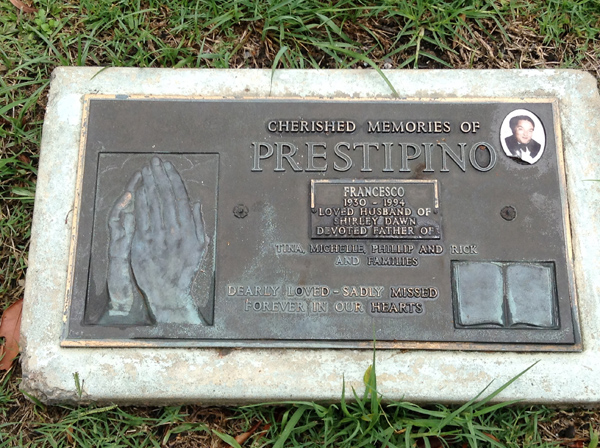 CHERISHED MEMORIES OF
PRESTIPINO
FRANCESCO
1930 - 1994
LOVED HUSBAND OF
SHIRLEY DAWN
DEVOTED FATHER OF
TINA, MICHELLE, PHILLIP AND RICK
AND FAMILIES
DEARLY LOVED - SADLY MISSED
FOREVER IN OUR HEARTS